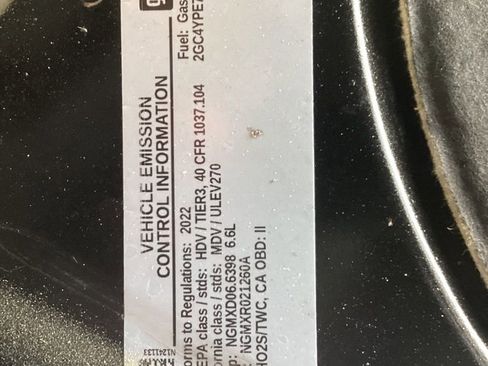 VEHICLE EMISSION
CONTROL INFORMATION
N1241133
orms to Regulations: 2022
Fuel: Gas
EPA class / stds: HDV / TIER3, 40 CFR 1037.104
2GC4YPE
ornia class / stds: MDV / ULEV270
p: NGMXD06.6398 6.6L
: NGMXR021260A
HO2S/TWC, CA OBD: II